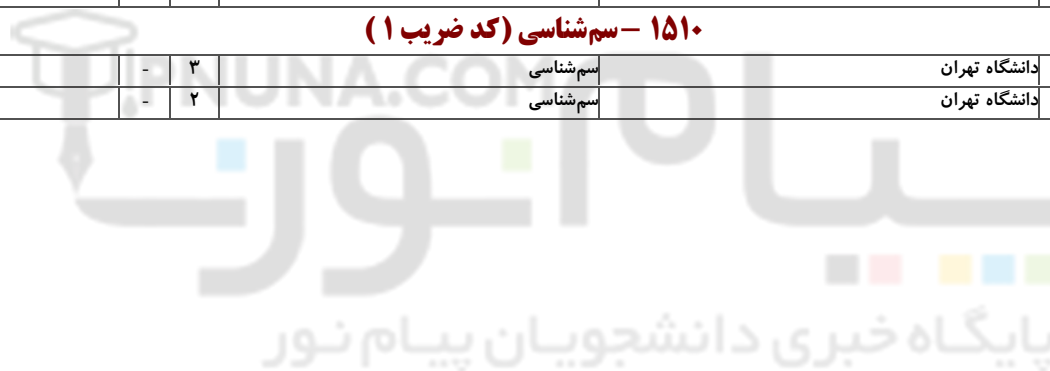 ۱۵۱۰ – سم‌شناسی (کد ضریب ۱ )
دانشگاه تهران سم‌شناسی ۳ -
دانشگاه تهران سم‌شناسی ۲ -
PNUNA.COM
پیام نور
پایگاه خبری دانشجویان پیام نور